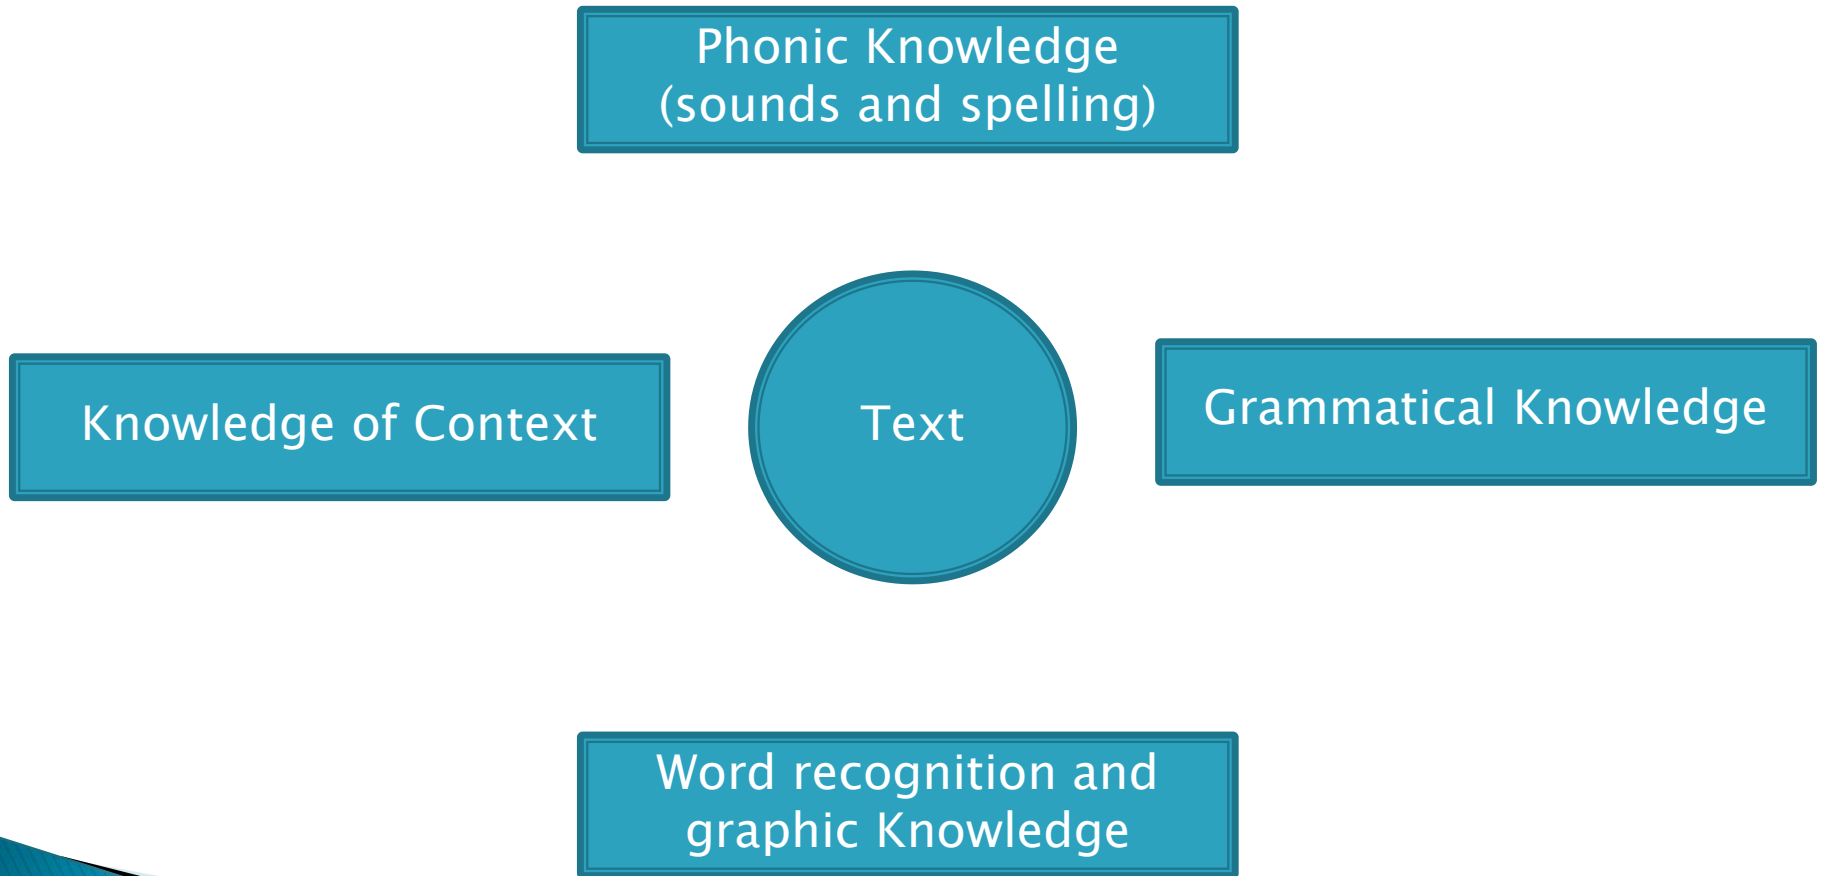 Phonic Knowledge
(sounds and spelling)
Knowledge of Context
Text
Grammatical Knowledge
Word recognition and
graphic Knowledge